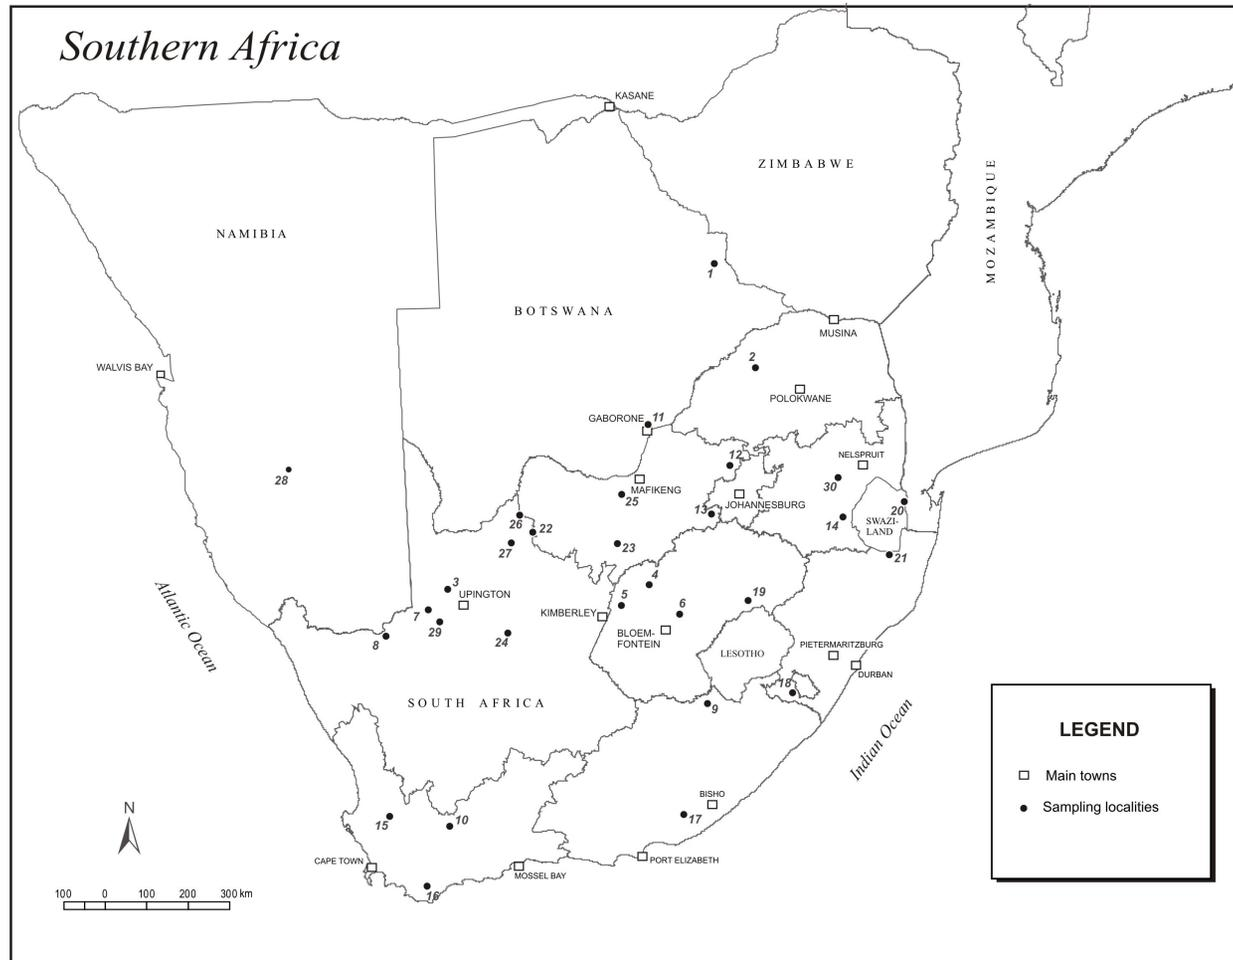 Southern Africa
KASANE
ZIMBABWE
MOZAMBIQUE
NAMIBIA
1
BOTSWANA
MUSINA
2
WALVIS BAY
POLOKWANE
GABORONE
11
12
NELSPRUIT
28
MAFIKENG
25
30
JOHANNESBURG
13
20
26
22
14
SWAZI-
LAND
27
23
21
3
4
UPINGTON
5
19
7
6
KIMBERLEY
29
24
8
BLOEM-
FONTEIN
LESOTHO
PIETERMARITZBURG
DURBAN
Atlantic Ocean
18
SOUTH AFRICA
9
Indian Ocean
LEGEND
Main towns
Sampling localities
BISHO
N
15
10
17
CAPE TOWN
PORT ELIZABETH
MOSSEL BAY
16
100 0 100 200 300 km